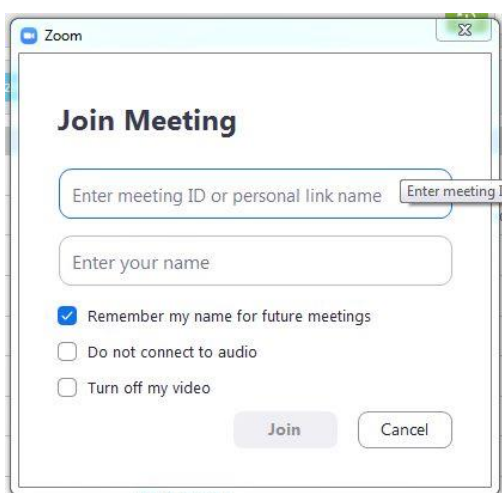 Zoom
Join Meeting
Enter meeting ID or personal link name
Enter meeting
Enter your name
Remember my name for future meetings
Do not connect to audio
Turn off my video
Join
Cancel